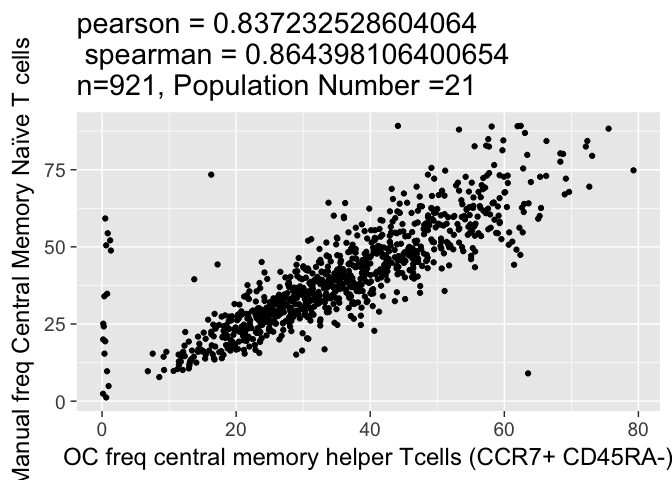 pearson = 0.837232528604064
spearman = 0.864398106400654
n=921, Population Number =21
Manual freq Central Memory Naïve T cells
75
50
25
0
0 20 40 60 80
OC freq central memory helper Tcells (CCR7+ CD45RA-)